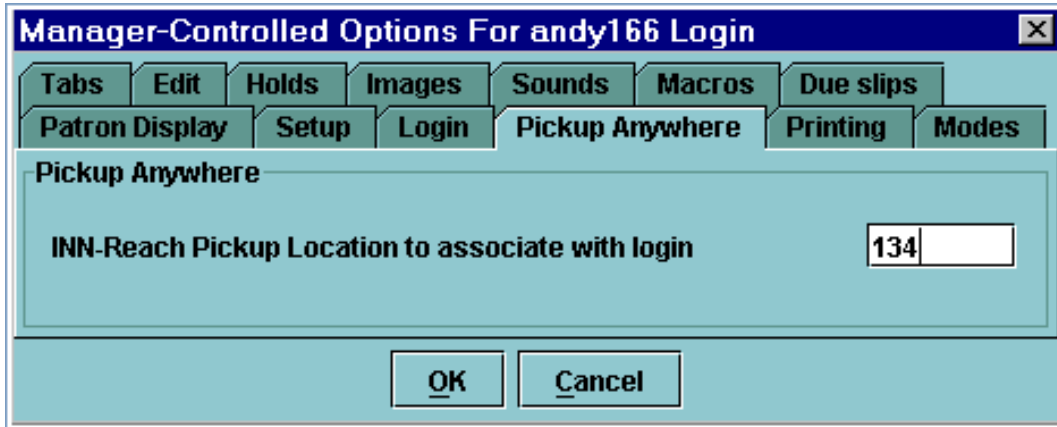 Manager-Controlled Options For andy166 Login
Tabs Edit Holds Images Sounds Macros Due slips
Patron Display Setup Login Pickup Anywhere Printing Modes
Pickup Anywhere
INN-Reach Pickup Location to associate with login 134
OK Cancel